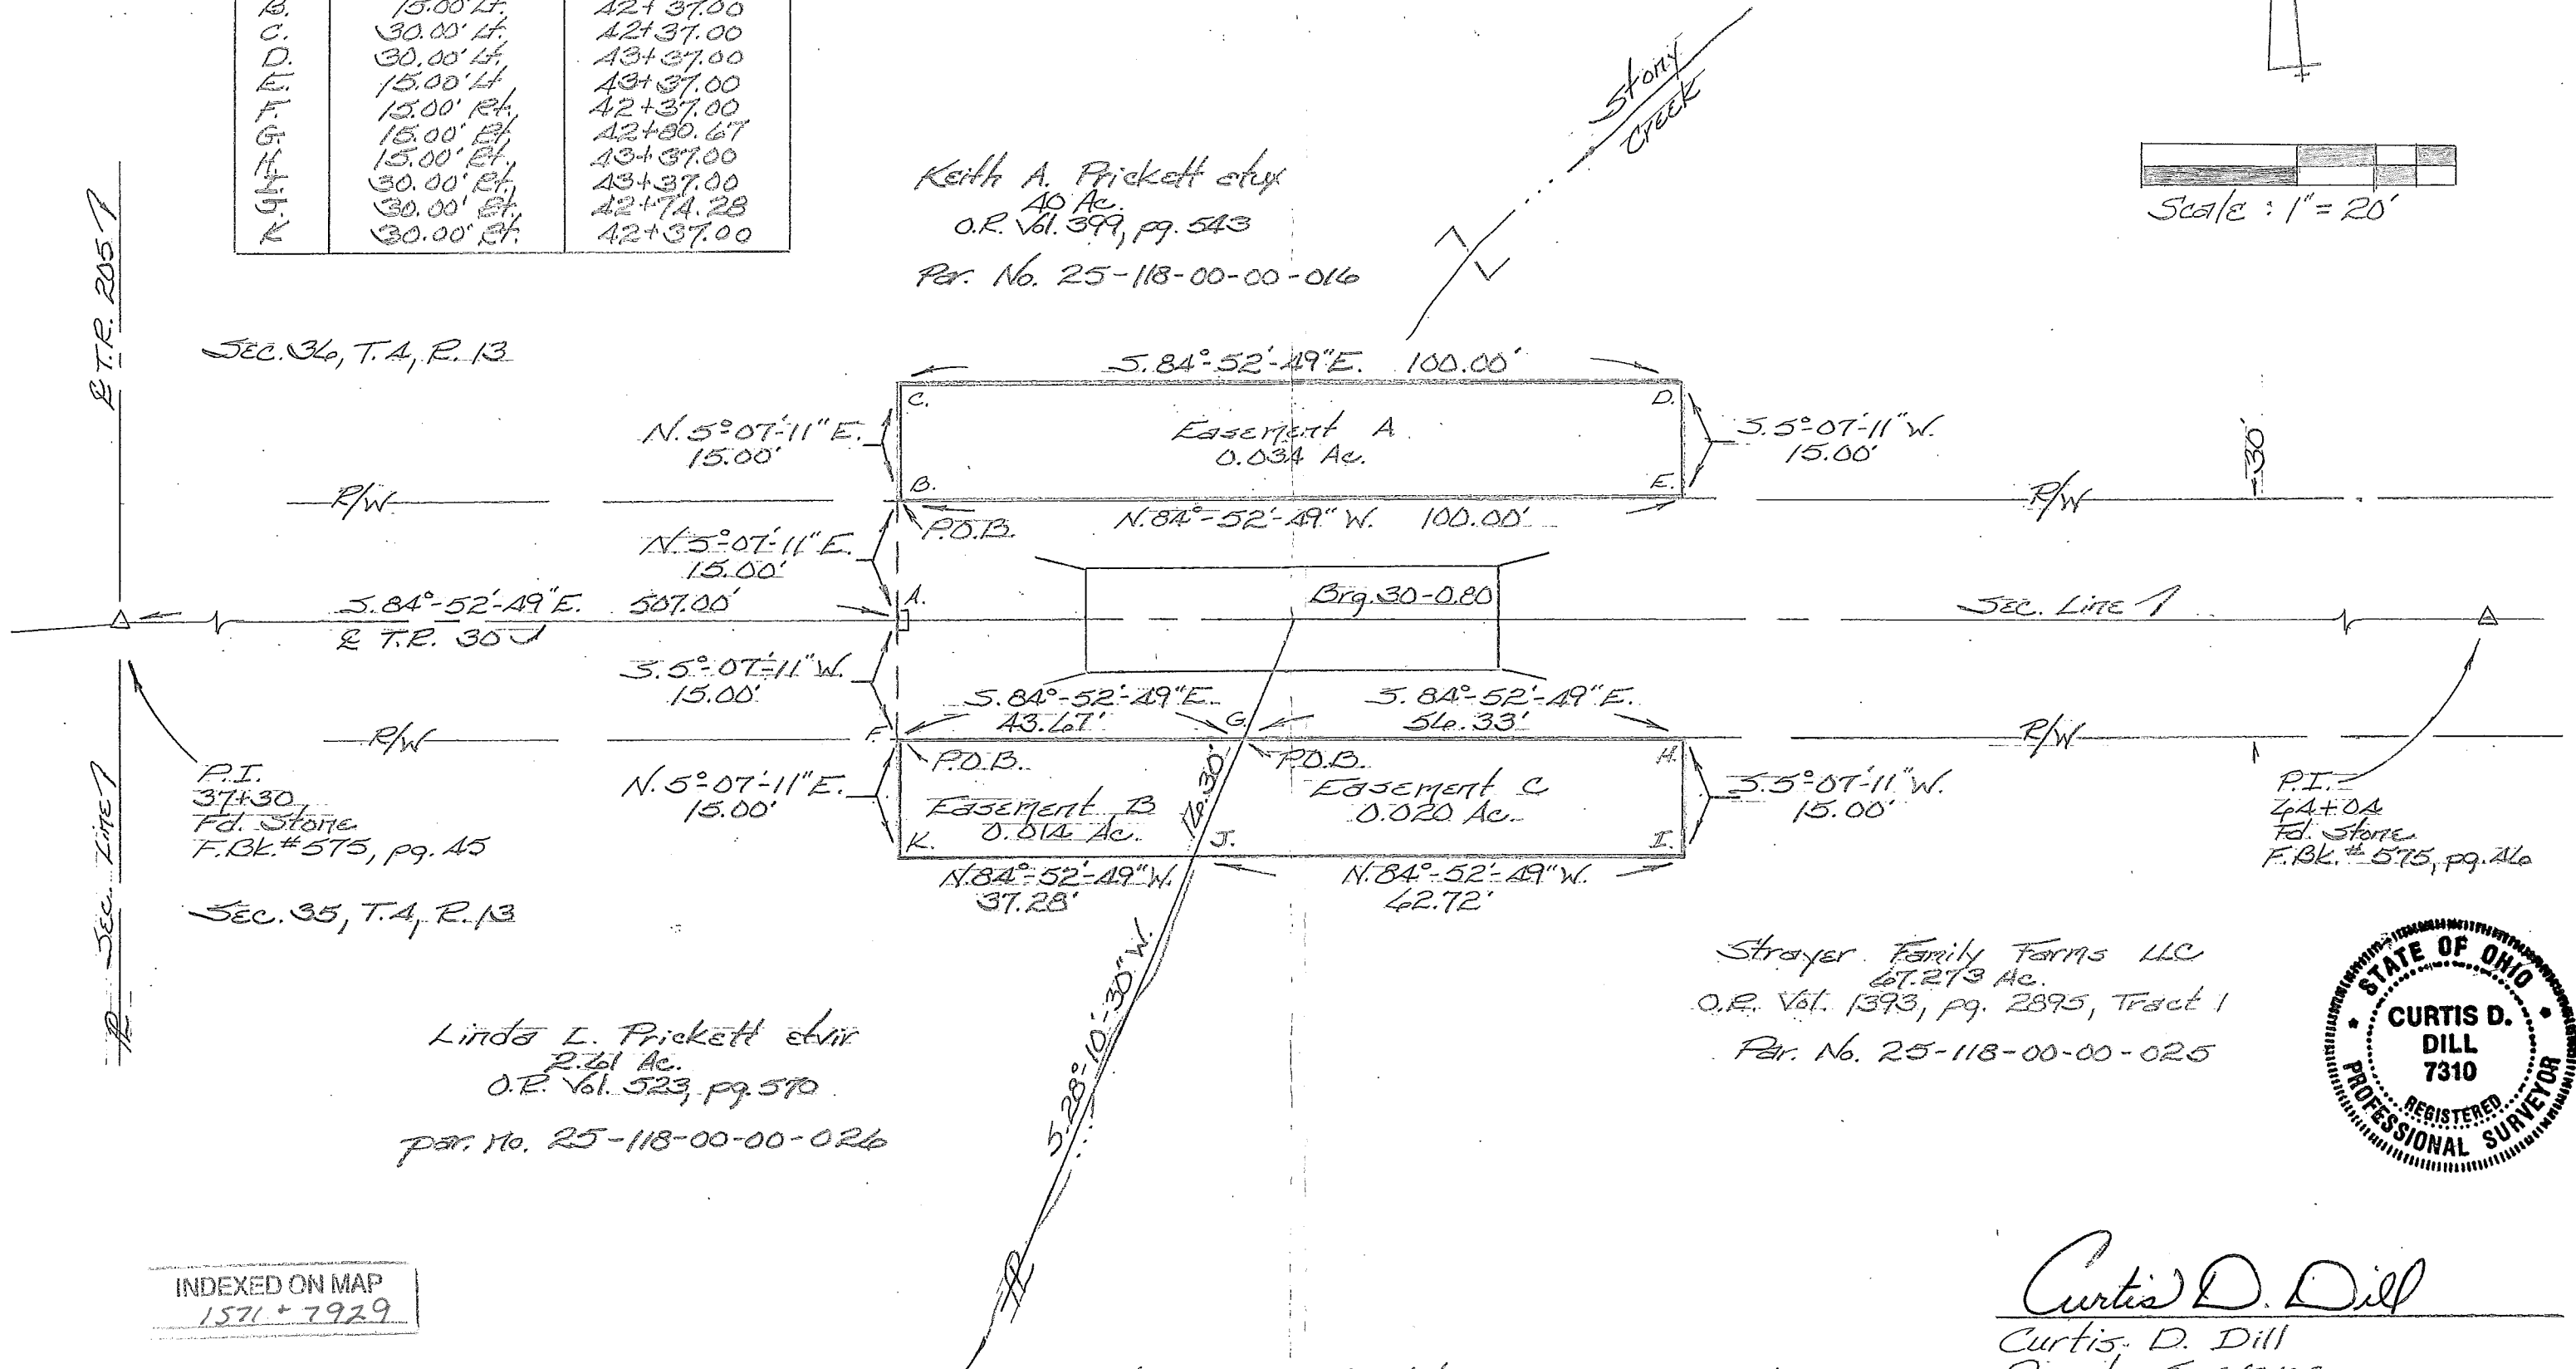 B. 15.00' Lt. 42+37.00
C. 30.00' Lt. 42+37.00
D. 30.00' Lt. 43+37.00
E. 15.00' Lt. 43+37.00
F. 15.00' Rt. 42+37.00
G. 15.00' Rt. 42+80.67
H. 15.00' Rt. 43+37.00
I. 30.00' Rt. 43+37.00
J. 30.00' Rt. 42+74.28
K 30.00' Rt. 42+37.00
Stony
Creek
Scale : 1" = 20'
Keith A. Prickett etux
40 Ac.
O.R. Vol. 399, pg. 543
Par. No. 25-118-00-00-016
℄ T.R. 205
Sec. 36, T.4, R.13
S.84°-52'-49"E. 100.00'
C.
D.
N.5°07'-11"E.
15.00'
Easement A
0.034 Ac.
S.5°-07'-11"W.
15.00'
30'
B.
E.
R/W
R/W
P.O.B.
N.84°-52'-49"W. 100.00'
N.5°-07'-11"E.
15.00'
A.
Brg. 30-0.80
S.84°-52'-49"E. 507.00'
℄ T.R. 30
Sec. Line
S.5°-07'-11"W.
15.00'
S.84°-52'-49"E.
43.67'
S.84°-52'-49"E.
56.33'
F.
G.
R/W
R/W
P.O.B.
P.O.B.
H.
N.5°-07'-11"E.
15.00'
Easement B
0.014 Ac.
16.30'
Easement C
0.020 Ac.
S.5°-07'-11"W.
15.00'
K.
J.
I.
P.I.
37+30
Fd. Stone
F.Bk.#575, pg. 45
P.I.
64+04
Fd. Stone
F.Bk.#575, pg. 46
N.84°-52'-49"W.
37.28'
N.84°-52'-49"W.
62.72'
Sec. Line
Sec. 35, T.4, R.13
S.28°-10'-30"W.
Strayer Family Farms LLC
67.273 Ac.
O.R. Vol. 1393, pg. 2895, Tract 1
Par. No. 25-118-00-00-025
Linda L. Prickett etvir
2.61 Ac.
O.R. Vol. 523, pg. 570
par. No. 25-118-00-00-026
STATE OF OHIO
CURTIS D.
DILL
7310
REGISTERED
PROFESSIONAL SURVEYOR
INDEXED ON MAP
1571 + 7929
Curtis D. Dill
Curtis D. Dill